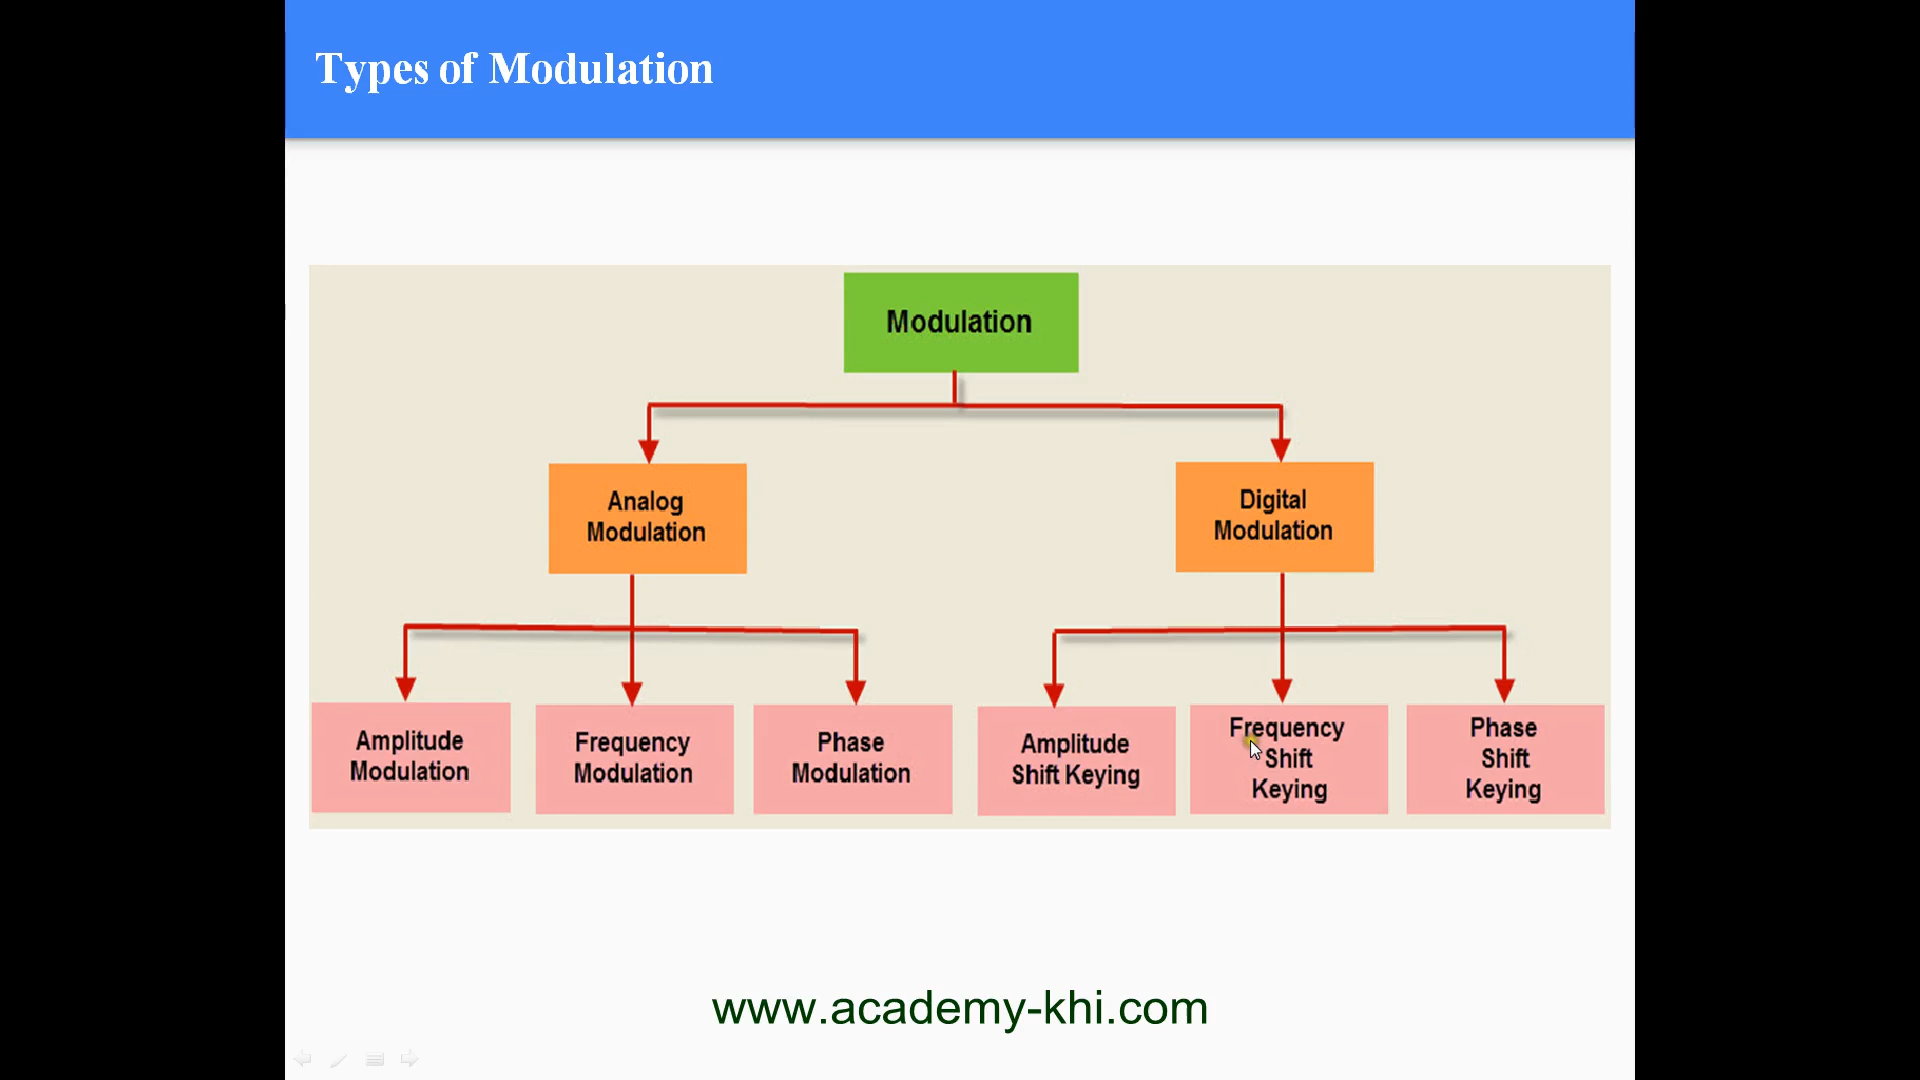 Types of Modulation
Modulation
Analog
Modulation
Digital
Modulation
Amplitude
Modulation
Frequency
Modulation
Phase
Modulation
Amplitude
Shift Keying
Frequency
Shift
Keying
Phase
Shift
Keying
www.academy-khi.com